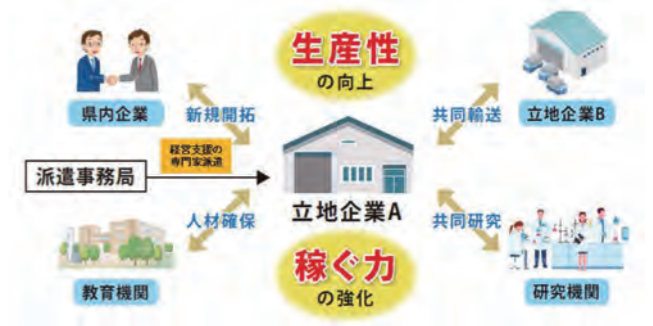 生産性
の向上
県内企業
新規開拓
共同輸送
立地企業B
経営支援の
専門家派遣
派遣事務局
立地企業A
人材確保
共同研究
教育機関
稼ぐ力
の強化
研究機関